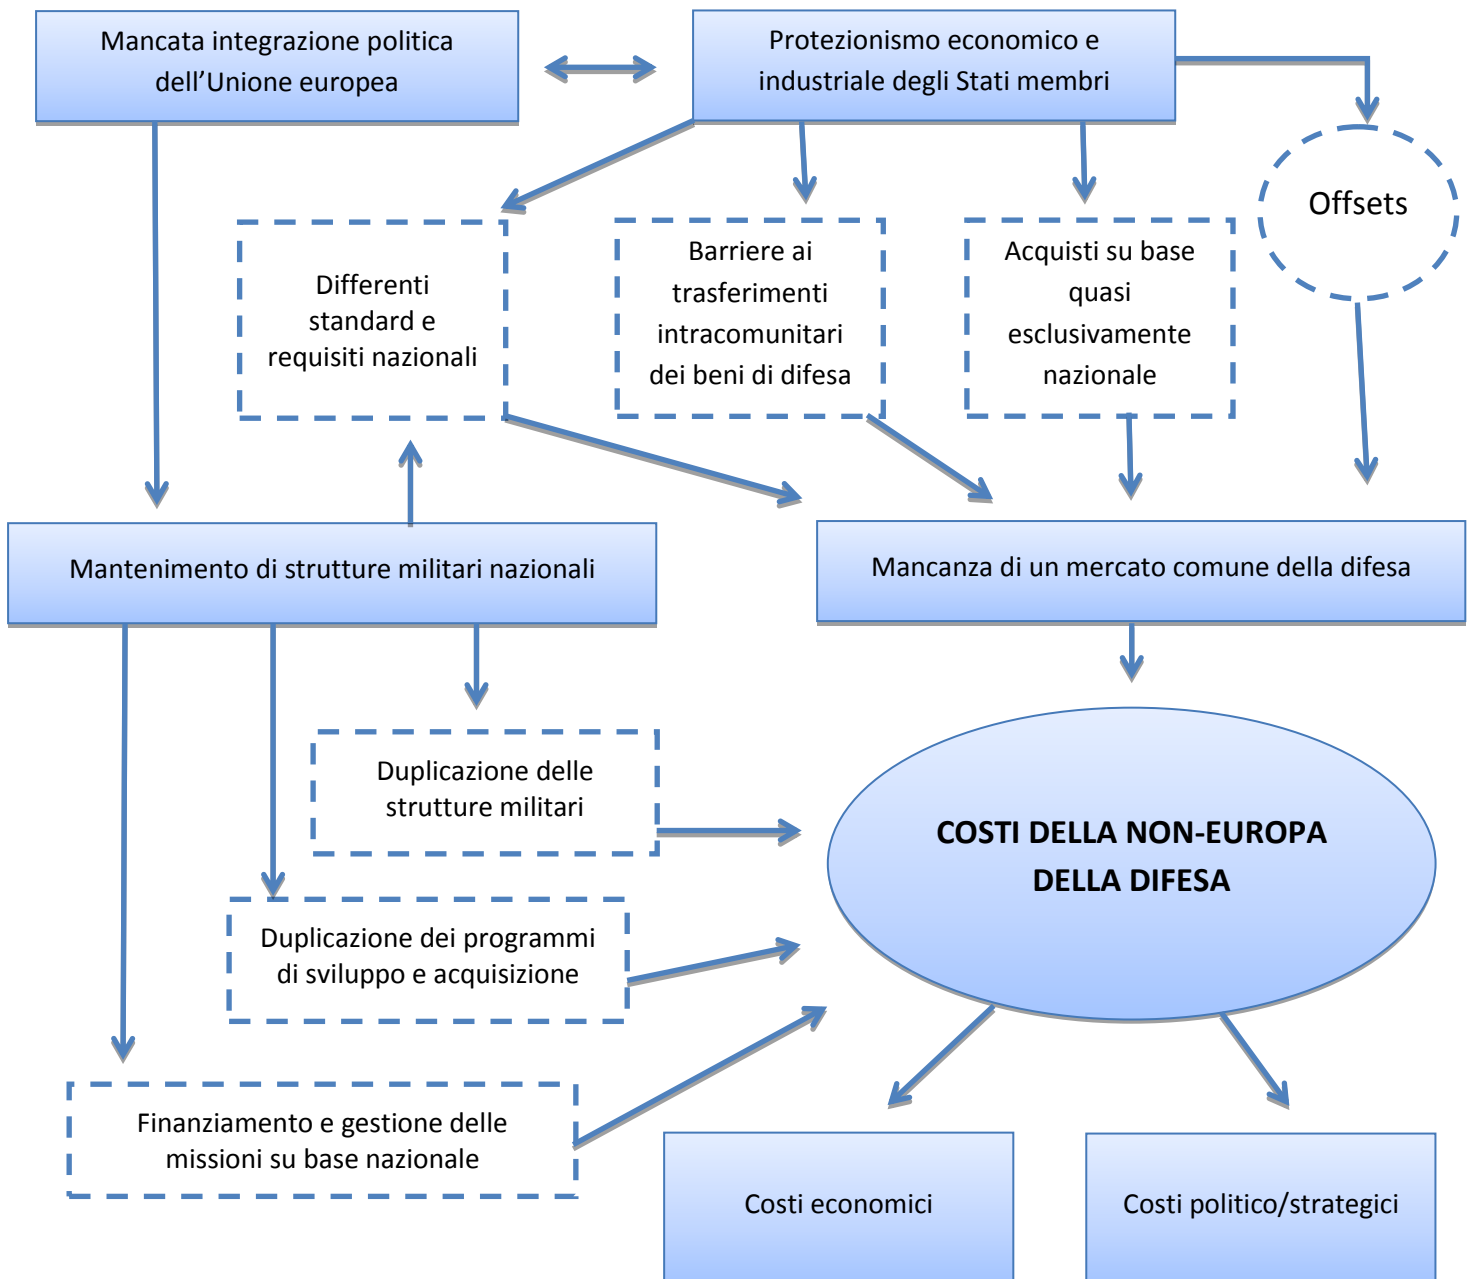 Mancata integrazione politica
dell’Unione europea
Protezionismo economico e
industriale degli Stati membri
Offsets
Differenti
standard e
requisiti nazionali
Barriere ai
trasferimenti
intracomunitari
dei beni di difesa
Acquisti su base
quasi
esclusivamente
nazionale
Mantenimento di strutture militari nazionali
Mancanza di un mercato comune della difesa
Duplicazione delle
strutture militari
COSTI DELLA NON-EUROPA
DELLA DIFESA
Duplicazione dei programmi
di sviluppo e acquisizione
Finanziamento e gestione delle
missioni su base nazionale
Costi economici
Costi politico/strategici